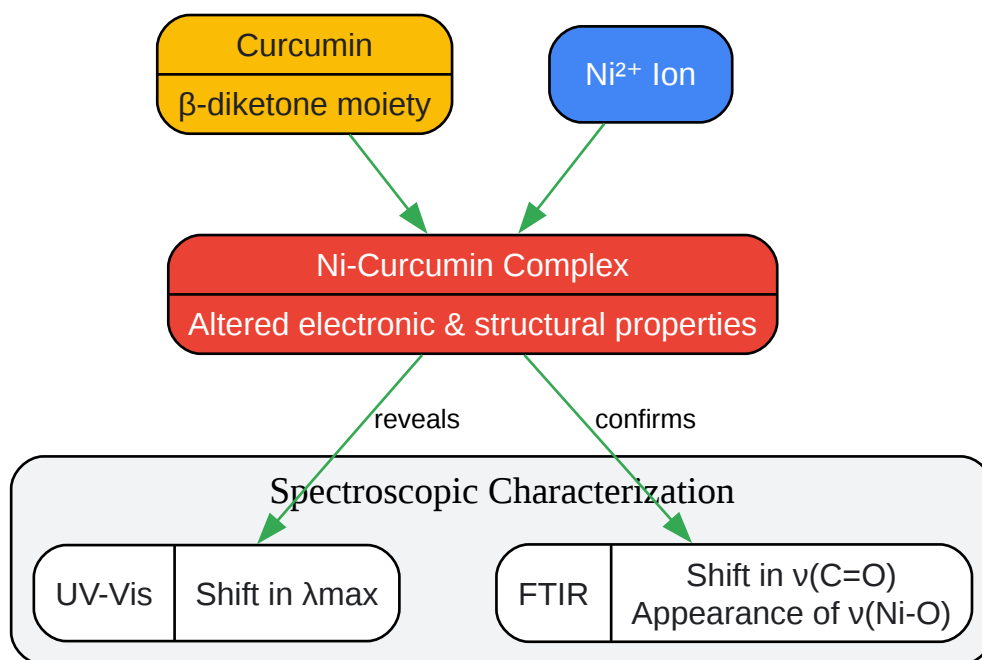 Curcumin
β-diketone moiety
Ni²⁺ Ion
Ni-Curcumin Complex
Altered electronic & structural properties
reveals
confirms
Spectroscopic Characterization
UV-Vis
Shift in λmax
FTIR
Shift in ν(C=O)
Appearance of ν(Ni-O)